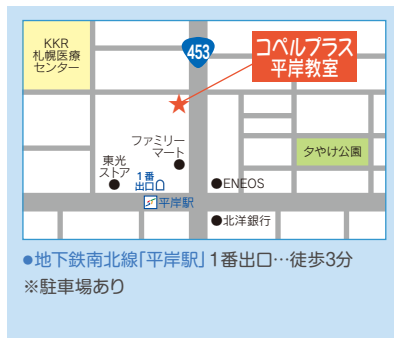 KKR
札幌医療
センター
453
コペルプラス
平岸教室
ファミリー
マート
東光
ストア
1番
出口
夕やけ公園
ENEOS
平岸駅
北洋銀行
●地下鉄南北線「平岸駅」1番出口…徒歩3分
※駐車場あり